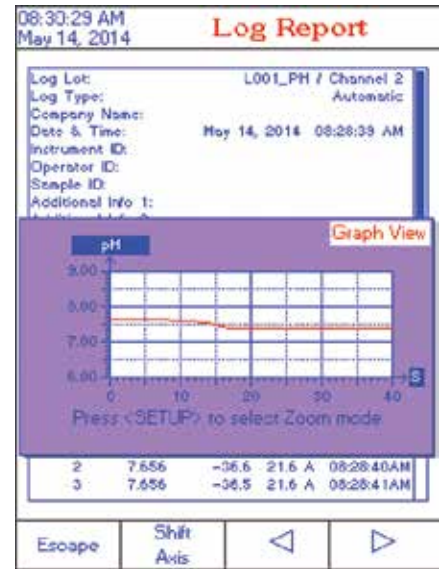 08:30:29 AM
May 14, 2014
Log Report
Log Lot: L001_PH / Channel 2
Log Type: Automatic
Company Name:
Date & Time: May 14, 2014 08:28:39 AM
Instrument ID:
Operator ID:
Sample ID:
Additional Info 1:
Graph View
pH
9.00
8.00
7.00
6.00
0 10 20 30 40
S
Press <SETUP> to select Zoom mode
2 7.656 -36.6 21.6 A 08:28:40AM
3 7.656 -36.5 21.6 A 08:28:41AM
Escape
Shift
Axis